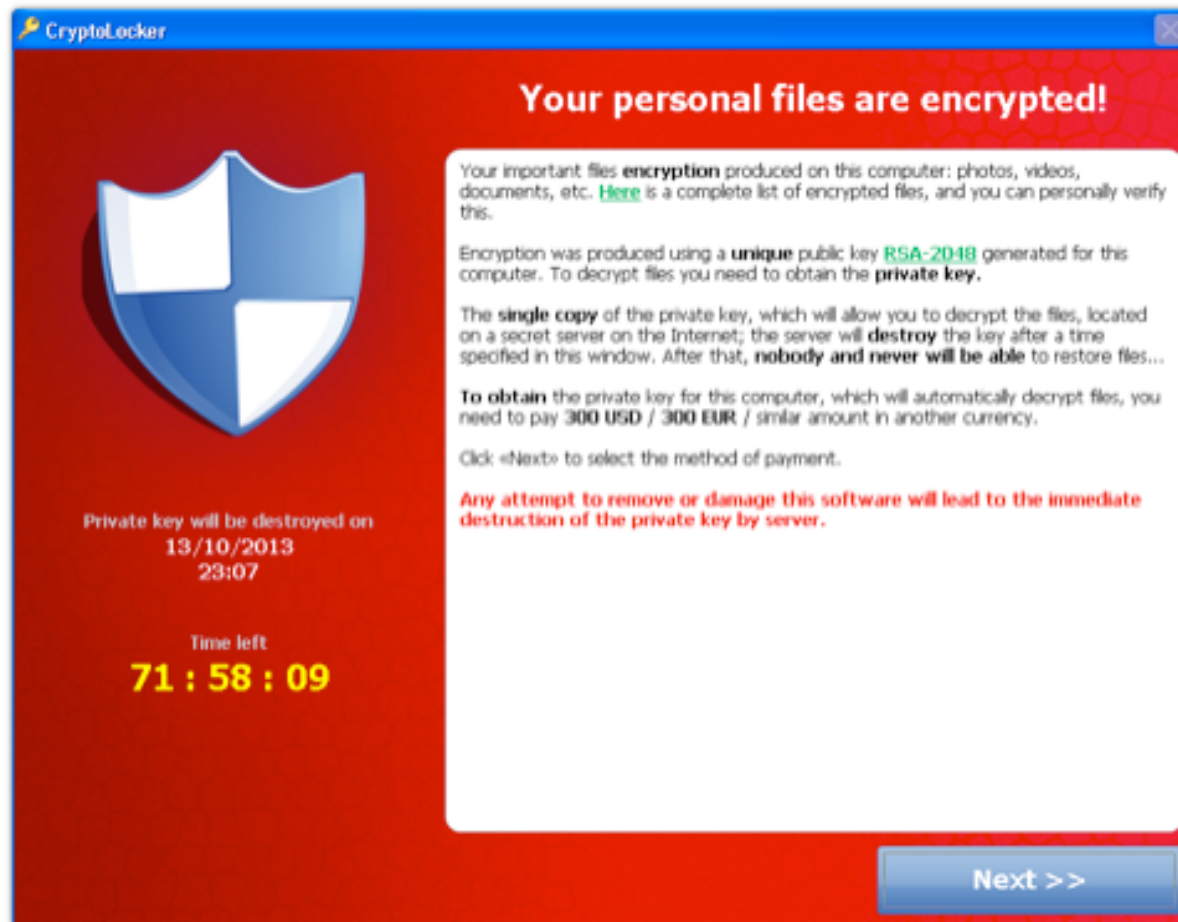 CryptoLocker
Your personal files are encrypted!
Your important files encryption produced on this computer: photos, videos,
documents, etc. Here is a complete list of encrypted files, and you can personally verify
this.
Encryption was produced using a unique public key RSA-2048 generated for this
computer. To decrypt files you need to obtain the private key.
The single copy of the private key, which will allow you to decrypt the files, located
on a secret server on the Internet; the server will destroy the key after a time
specified in this window. After that, nobody and never will be able to restore files...
To obtain the private key for this computer, which will automatically decrypt files, you
need to pay 300 USD / 300 EUR / similar amount in another currency.
Click «Next» to select the method of payment.
Any attempt to remove or damage this software will lead to the immediate
destruction of the private key by server.
Private key will be destroyed on
13/10/2013
23:07
Time left
71 : 58 : 09
Next >>